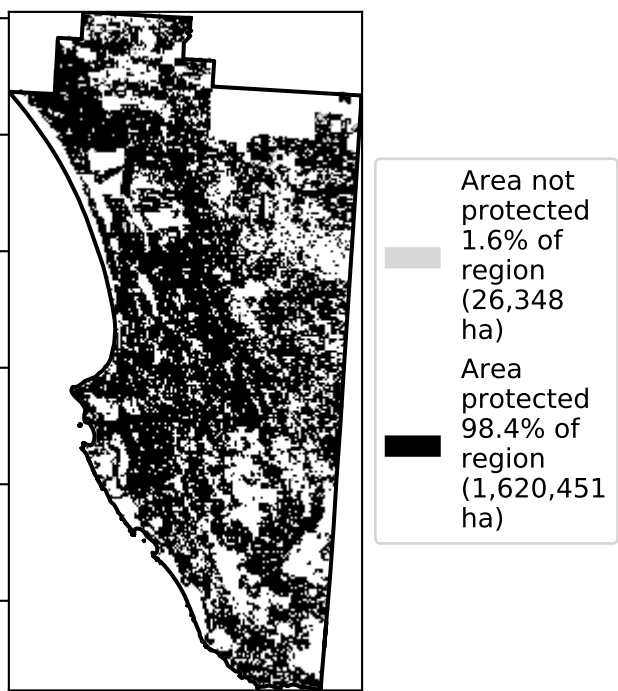 Area not
protected
1.6% of
region
(26,348
ha)
Area
protected
98.4% of
region
(1,620,451
ha)